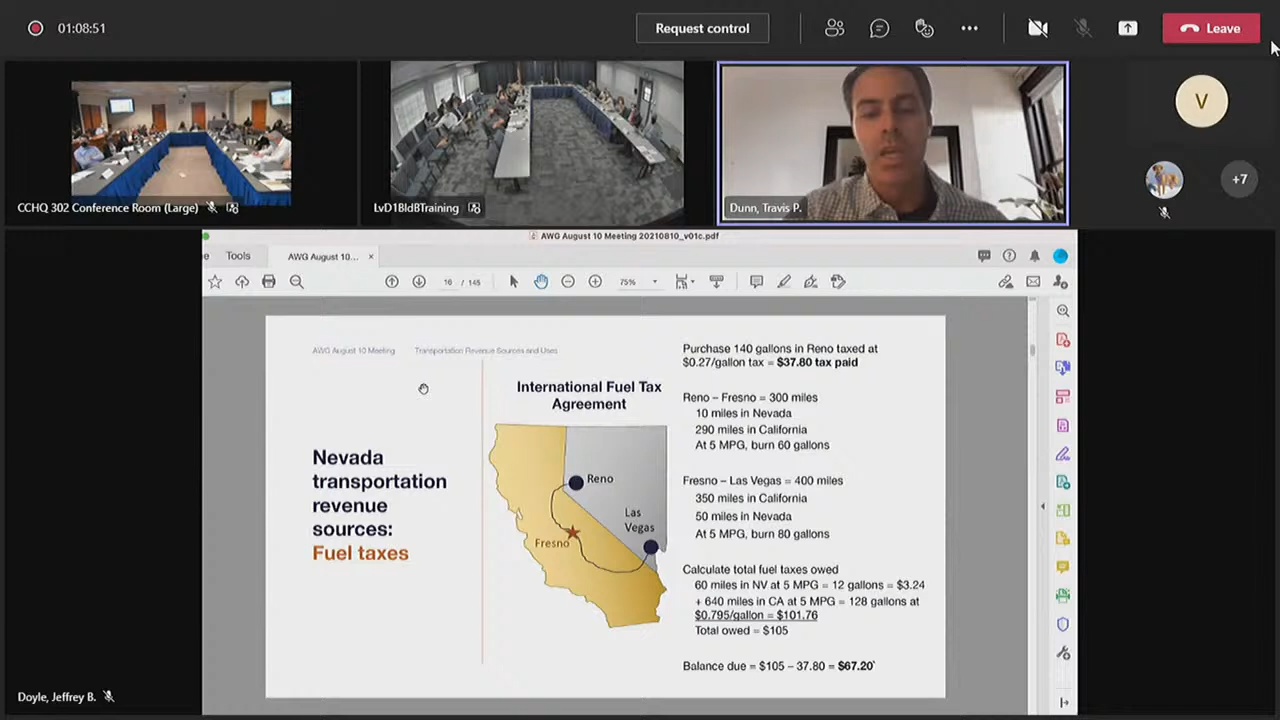 01:08:51
Request control
Leave
CCHQ 302 Conference Room (Large)
LvD1BldBTraining
Dunn, Travis P.
V
+7
AWG August 10 Meeting 20210810_v01c.pdf
e
Tools
AWG August 10...
×
16 / 145
75%
AWG August 10 Meeting
Transportation Revenue Sources and Uses
Nevada
transportation
revenue
sources:
Fuel taxes
International Fuel Tax
Agreement
Reno
Las
Vegas
Fresno
Purchase 140 gallons in Reno taxed at
$0.27/gallon tax = $37.80 tax paid
Reno – Fresno = 300 miles
10 miles in Nevada
290 miles in California
At 5 MPG, burn 60 gallons
Fresno – Las Vegas = 400 miles
350 miles in California
50 miles in Nevada
At 5 MPG, burn 80 gallons
Calculate total fuel taxes owed
60 miles in NV at 5 MPG = 12 gallons = $3.24
+ 640 miles in CA at 5 MPG = 128 gallons at
$0.795/gallon = $101.76
Total owed = $105
Balance due = $105 – 37.80 = $67.20`
Doyle, Jeffrey B.